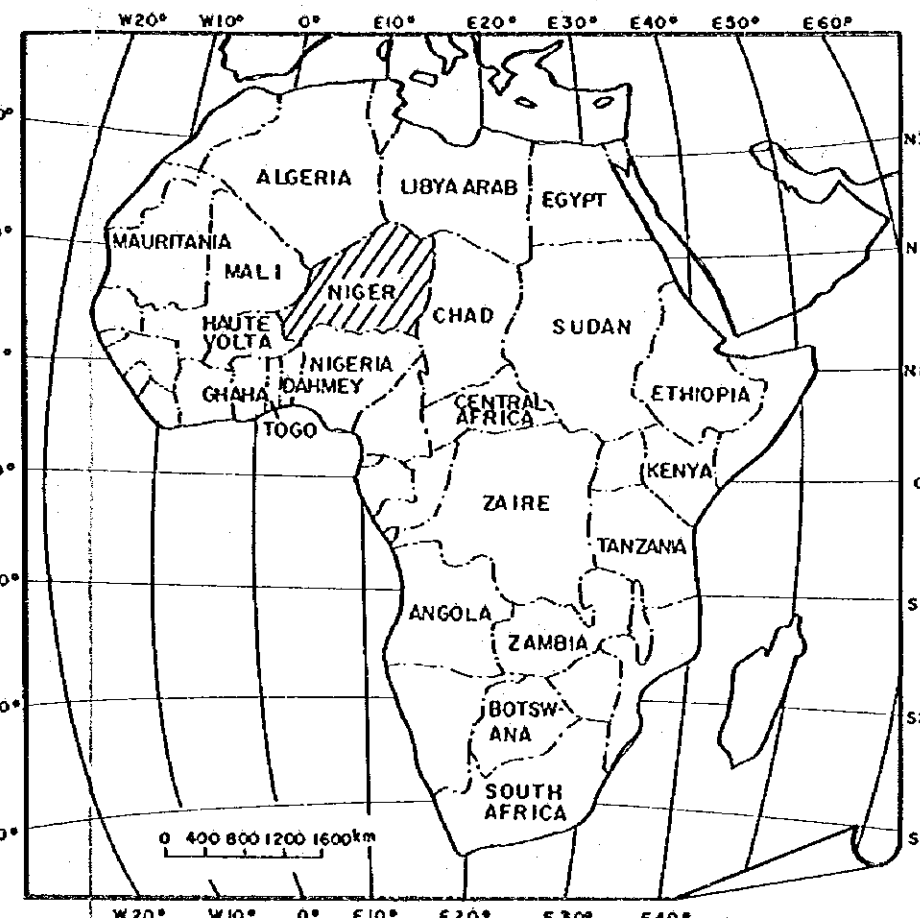 W20° W10° 0° E10° E20° E30° E40° E50° E60°
ALGERIA
LIBYA ARAB
EGYPT
MAURITANIA
MALI
NIGER
CHAD
SUDAN
HAUTE
VOLTA
NIGERIA
DAHMEY
GHAHA
TOGO
CENTRAL
AFRICA
ETHIOPIA
KENYA
ZAIRE
TANZANIA
ANGOLA
ZAMBIA
BOTSW-
ANA
SOUTH
AFRICA
0 400 800 1200 1600km
W20° W10° 0° E10° E20° E30° E40°